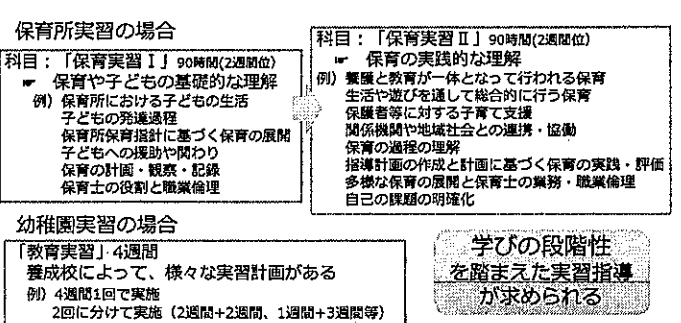 保育所実習の場合
科目：「保育実習Ⅰ」90時間(2週間位)
☞ 保育や子どもの基礎的な理解
例）保育所における子どもの生活
子どもの発達過程
保育所保育指針に基づく保育の展開
子どもへの援助や関わり
保育の計画・観察・記録
保育士の役割と職業倫理
科目：「保育実習Ⅱ」90時間(2週間位)
☞ 保育の実践的な理解
例）養護と教育が一体となって行われる保育
生活や遊びを通して総合的に行う保育
保護者等に対する子育て支援
関係機関や地域社会との連携・協働
保育の過程の理解
指導計画の作成と計画に基づく保育の実践・評価
多様な保育の展開と保育士の業務・職業倫理
自己の課題の明確化
幼稚園実習の場合
「教育実習」4週間
養成校によって、様々な実習計画がある
例）4週間1回で実施
2回に分けて実施（2週間+2週間、1週間+3週間等）
学びの段階性
を踏まえた実習指導
が求められる